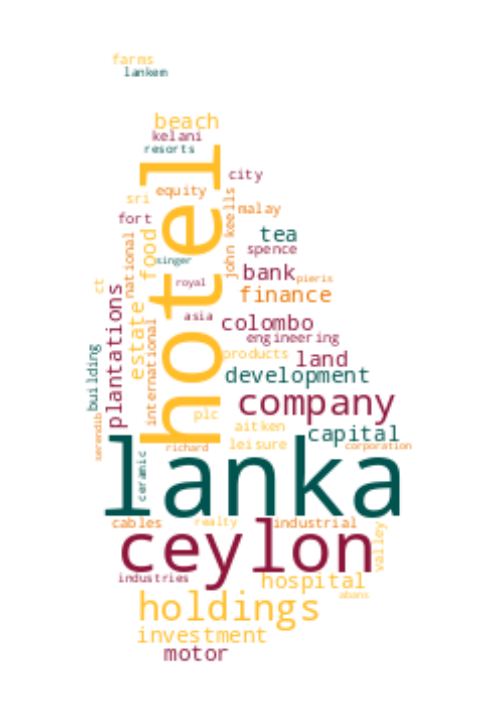 farms
lankem
beach
kelani
resorts
hotel
city
equity
sri
john keells
malay
fort
food
national
tea
singer
spence
bank
royal
pieris
ct
finance
plantations
estate
international
asia
colombo
engineering
building
products
land
development
company
plc
aitken
capital
serendib
leisure
richard
corporation
ceramic
lanka
cables
realty
industrial
valley
ceylon
industries
hospital
abans
holdings
investment
motor